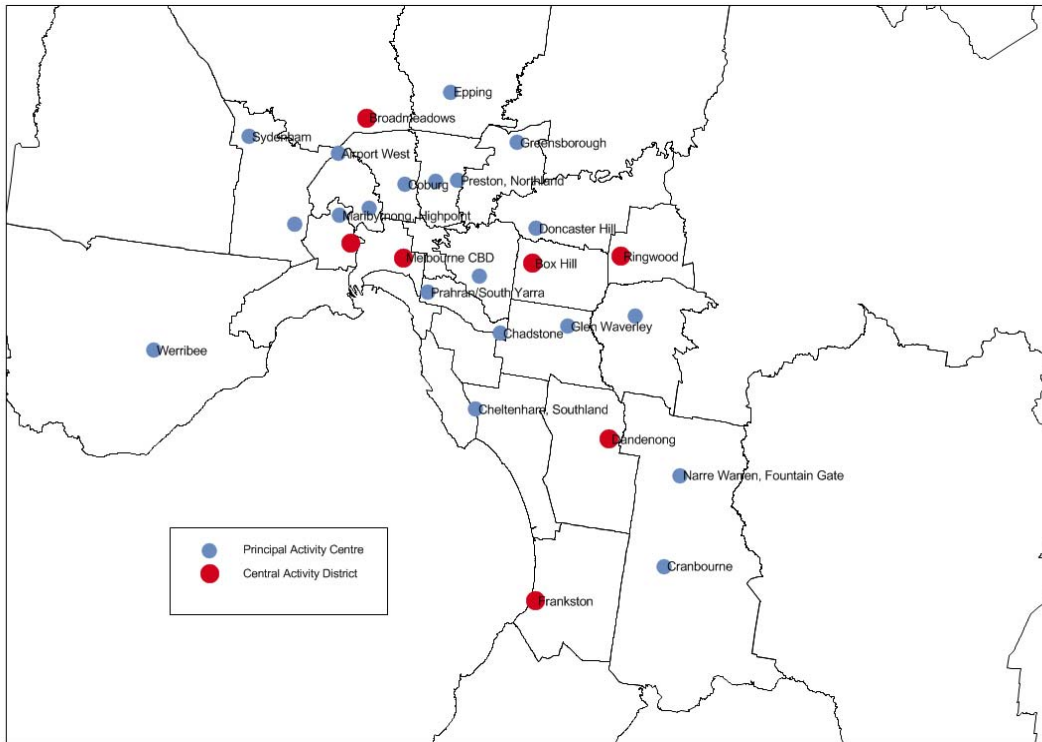 Epping
Broadmeadows
Sydenham
Greensborough
Airport West
Coburg
Preston, Northland
Maribyrnong, Highpoint
Doncaster Hill
Melbourne CBD
Box Hill
Ringwood
Prahran/South Yarra
Chadstone
Glen Waverley
Werribee
Cheltenham, Southland
Dandenong
Narre Warren, Fountain Gate
Principal Activity Centre
Central Activity District
Cranbourne
Frankston